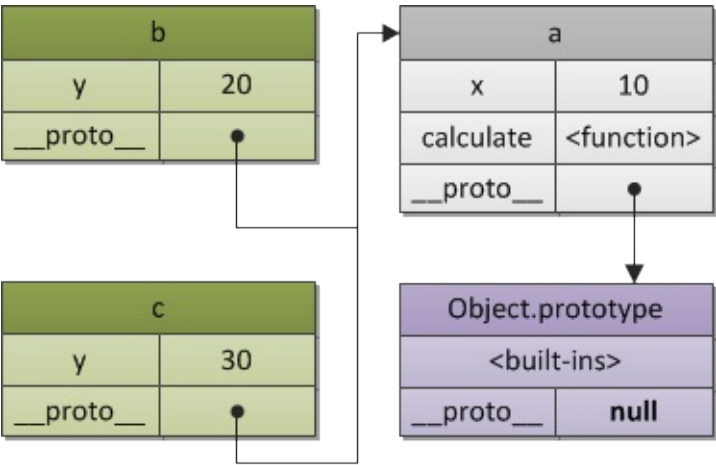 b
y 20
__proto__
c
y 30
__proto__
a
x 10
calculate <function>
__proto__
Object.prototype
<built-ins>
__proto__ null